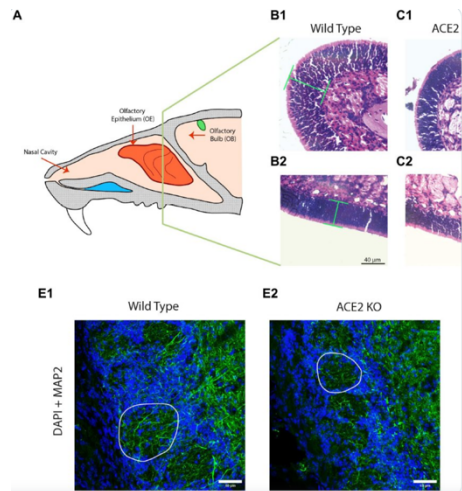 A
B1
C1
Wild Type
ACE2
Olfactory
Epithelium (OE)
Olfactory
Bulb (OB)
Nasal Cavity
B2
C2
40 µm
E1
E2
Wild Type
ACE2 KO
DAPI + MAP2